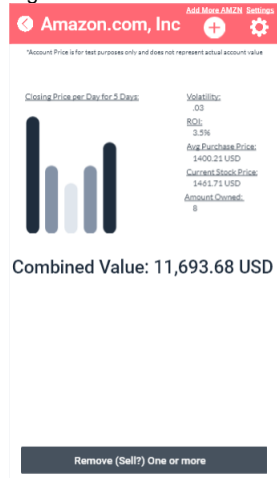 Add More AMZN Settings
Amazon.com, Inc
*Account Price is for test purposes only and does not represent actual account value
Closing Price per Day for 5 Days:
Volatility:
.03
ROI:
3.5%
Avg Purchase Price:
1400.21 USD
Current Stock Price:
1461.71 USD
Amount Owned:
8
Combined Value: 11,693.68 USD
Remove (Sell?) One or more